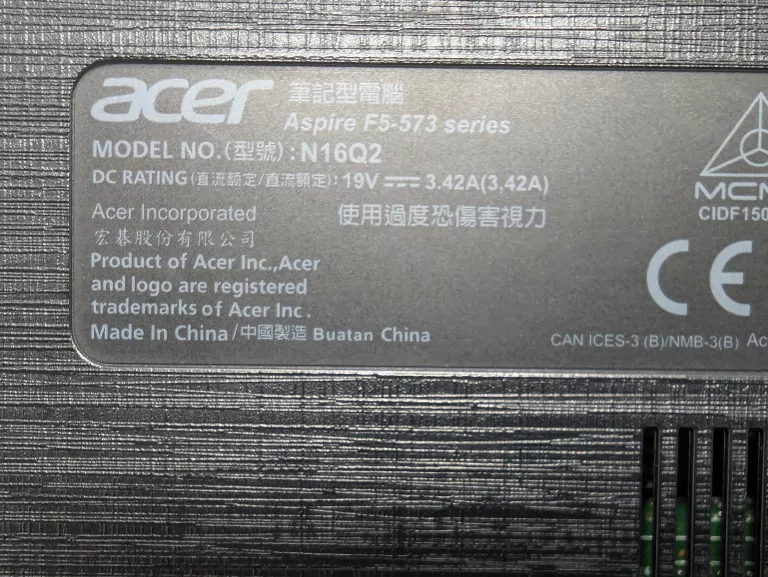 acer 筆記型電腦
Aspire F5-573 series
MODEL NO.(型號):N16Q2
DC RATING(直流額定/直流额定): 19V ⎓ 3.42A(3,42A)
Acer Incorporated 使用過度恐傷害視力
宏碁股份有限公司
Product of Acer Inc.,Acer
and logo are registered
trademarks of Acer Inc.
Made In China/中國製造 Buatan China
CIDF150
CE
CAN ICES-3 (B)/NMB-3(B)